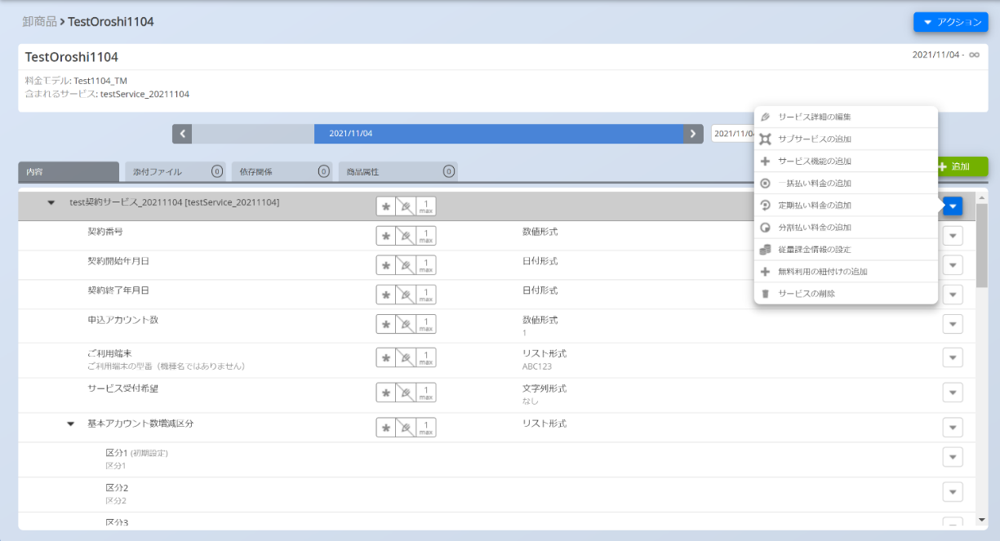 卸商品 > TestOroshi1104
アクション
TestOroshi1104
2021/11/04 - ∞
料金モデル: Test1104_TM
含まれるサービス: testService_20211104
2021/11/04
2021/11/04
内容
添付ファイル 0
依存関係 0
商品属性 0
追加
サービス詳細の編集
サブサービスの追加
サービス機能の追加
一括払い料金の追加
定期払い料金の追加
分割払い料金の追加
従量課金情報の設定
無料利用の紐付けの追加
サービスの削除
test契約サービス_20211104 [testService_20211104] * 1 max
契約番号 * 1 max 数値形式
契約開始年月日 * 1 max 日付形式
契約終了年月日 * 1 max 日付形式
申込アカウント数 * 1 max 数値形式
1
ご利用端末 * 1 max リスト形式
ご利用端末の型番（機種名ではありません） ABC123
サービス受付希望 * 1 max 文字列形式
なし
基本アカウント数増減区分 * 1 max リスト形式
区分1 (初期設定)
区分1
区分2
区分2
区分3